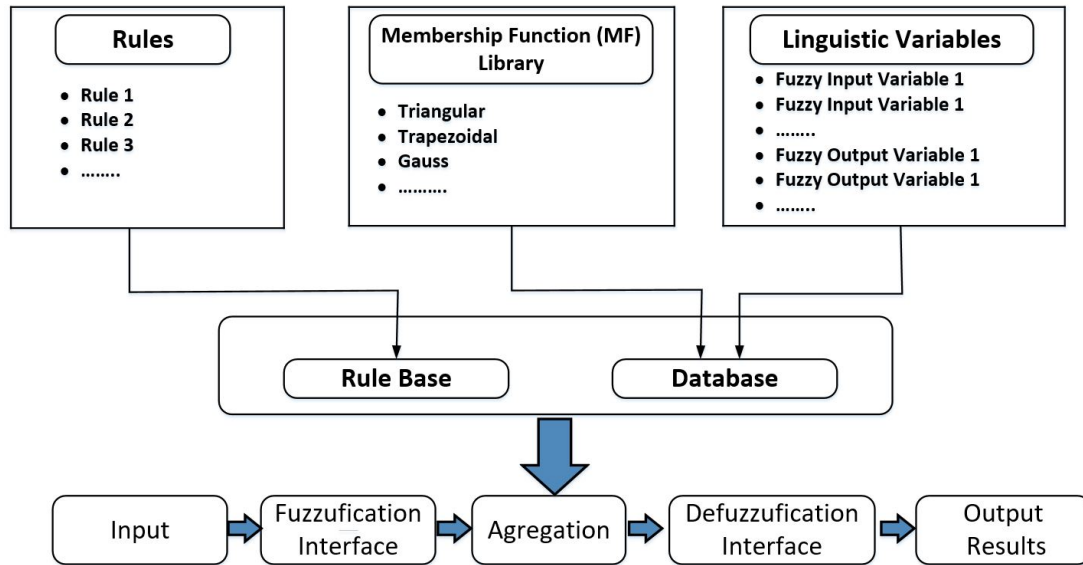 Rules
• Rule 1
• Rule 2
• Rule 3
• ........
Membership Function (MF)
Library
• Triangular
• Trapezoidal
• Gauss
• ..........
Linguistic Variables
• Fuzzy Input Variable 1
• Fuzzy Input Variable 1
• ........
• Fuzzy Output Variable 1
• Fuzzy Output Variable 1
• ........
Rule Base
Database
Input
Fuzzufication
Interface
Agregation
Defuzzufication
Interface
Output
Results